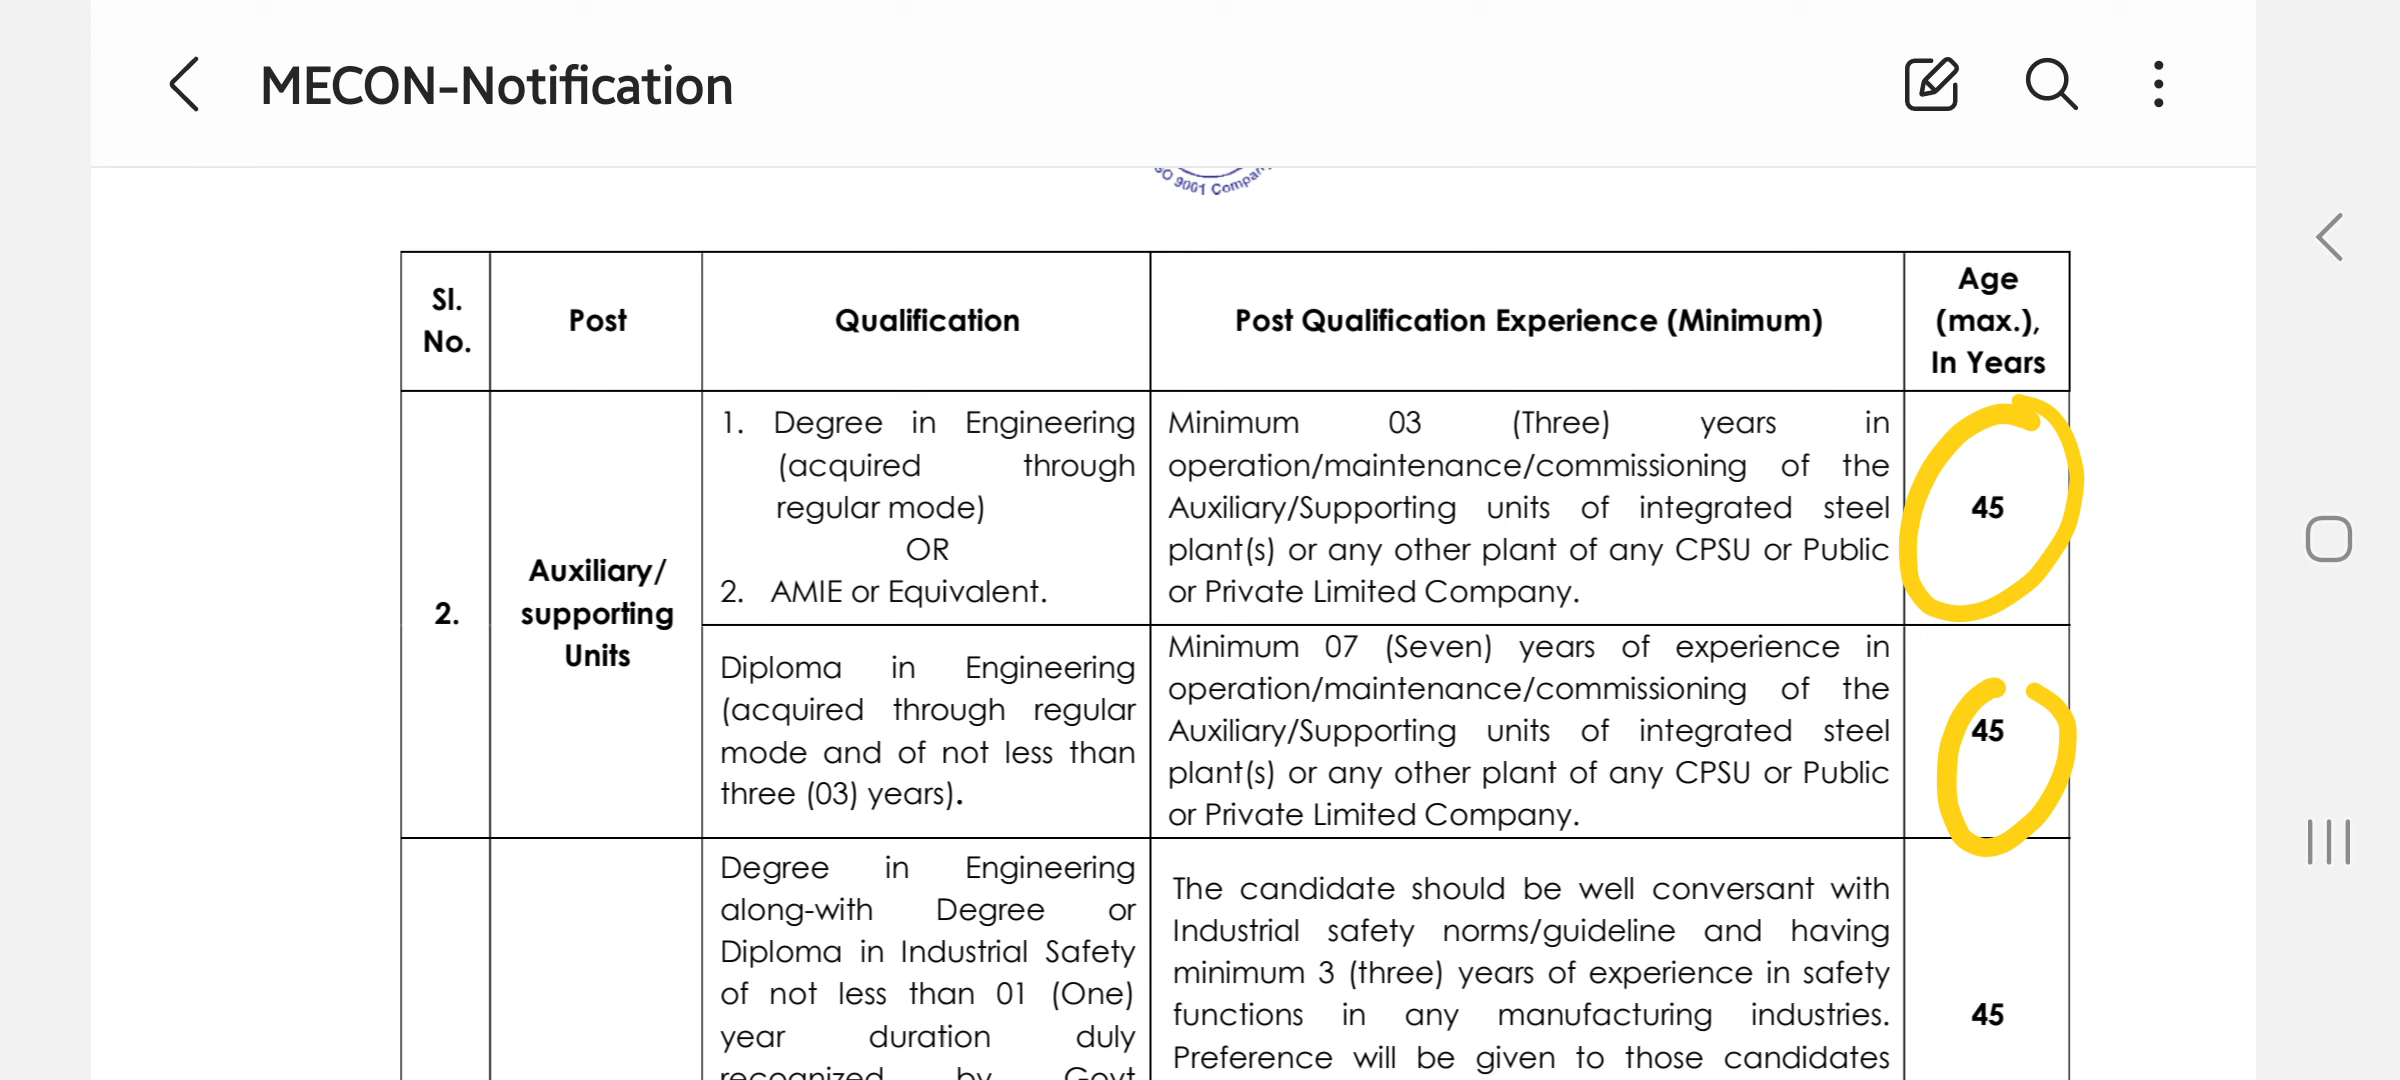 MECON-Notification
9001 Company
Sl.
No.
Post
Qualification
Post Qualification Experience (Minimum)
Age
(max.),
In Years
2.
Auxiliary/
supporting
Units
1. Degree in Engineering
(acquired through
regular mode)
OR
2. AMIE or Equivalent.
Minimum 03 (Three) years in
operation/maintenance/commissioning of the
Auxiliary/Supporting units of integrated steel
plant(s) or any other plant of any CPSU or Public
or Private Limited Company.
45
Diploma in Engineering
(acquired through regular
mode and of not less than
three (03) years).
Minimum 07 (Seven) years of experience in
operation/maintenance/commissioning of the
Auxiliary/Supporting units of integrated steel
plant(s) or any other plant of any CPSU or Public
or Private Limited Company.
45
Degree in Engineering
along-with Degree or
Diploma in Industrial Safety
of not less than 01 (One)
year duration duly
recognized by Govt
The candidate should be well conversant with
Industrial safety norms/guideline and having
minimum 3 (three) years of experience in safety
functions in any manufacturing industries.
Preference will be given to those candidates
45